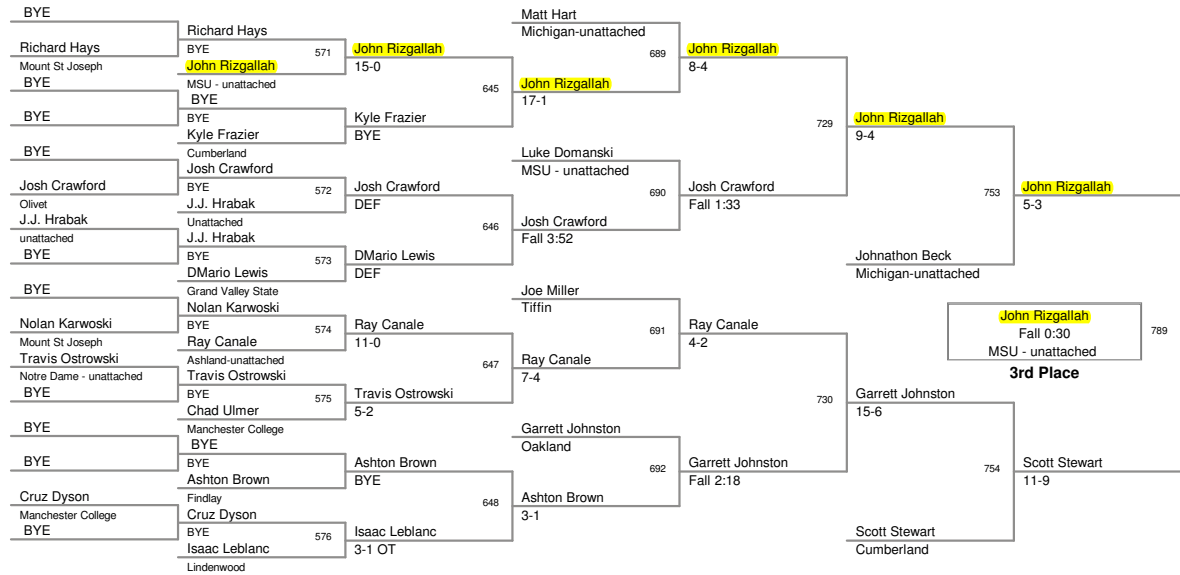 BYE
Richard Hays
Mount St Joseph
BYE
BYE
BYE
Josh Crawford
Olivet
J.J. Hrabak
unattached
BYE
BYE
Nolan Karwoski
Mount St Joseph
Travis Ostrowski
Notre Dame - unattached
BYE
BYE
BYE
Cruz Dyson
Manchester College
BYE
Richard Hays
BYE
571
John Rizgallah
MSU - unattached
BYE
BYE
Kyle Frazier
Cumberland
Josh Crawford
BYE
572
J.J. Hrabak
Unattached
J.J. Hrabak
BYE
573
DMario Lewis
Grand Valley State
Nolan Karwoski
BYE
574
Ray Canale
Ashland-unattached
Travis Ostrowski
BYE
575
Chad Ulmer
Manchester College
BYE
BYE
Ashton Brown
Findlay
Cruz Dyson
BYE
576
Isaac Leblanc
Lindenwood
John Rizgallah
15-0
645
Kyle Frazier
BYE
Josh Crawford
DEF
646
DMario Lewis
DEF
Ray Canale
11-0
647
Travis Ostrowski
5-2
Ashton Brown
BYE
648
Isaac Leblanc
3-1 OT
Matt Hart
Michigan-unattached
689
John Rizgallah
17-1
Luke Domanski
MSU - unattached
690
Josh Crawford
Fall 3:52
Joe Miller
Tiffin
691
Ray Canale
7-4
Garrett Johnston
Oakland
692
Ashton Brown
3-1
John Rizgallah
8-4
729
Josh Crawford
Fall 1:33
Ray Canale
4-2
730
Garrett Johnston
Fall 2:18
John Rizgallah
9-4
753
Johnathon Beck
Michigan-unattached
Garrett Johnston
15-6
754
Scott Stewart
Cumberland
John Rizgallah
5-3
John Rizgallah
Fall 0:30
MSU - unattached
789
3rd Place
Scott Stewart
11-9